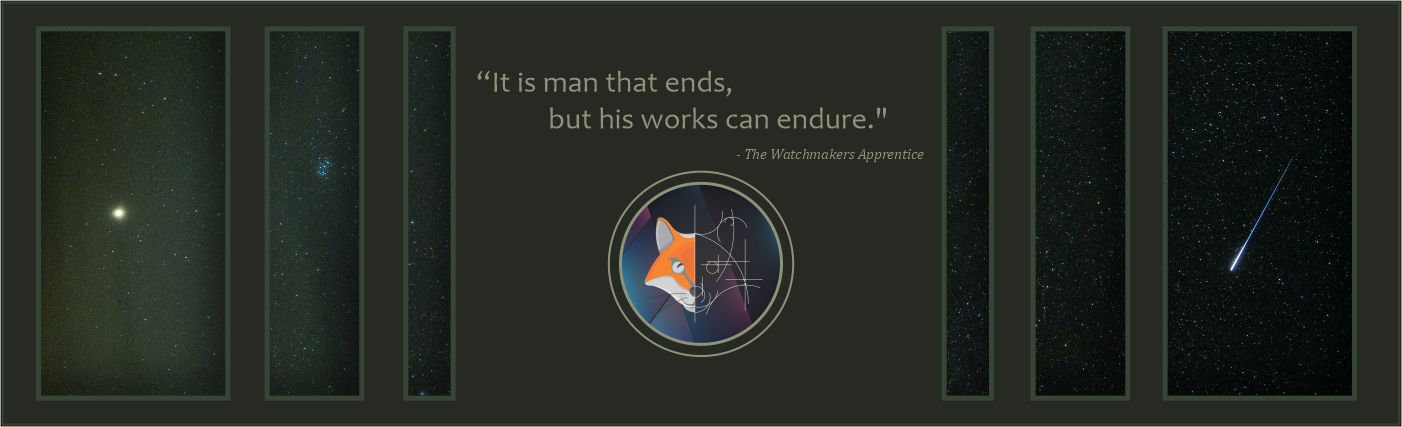 “It is man that ends,
but his works can endure."
- The Watchmakers Apprentice